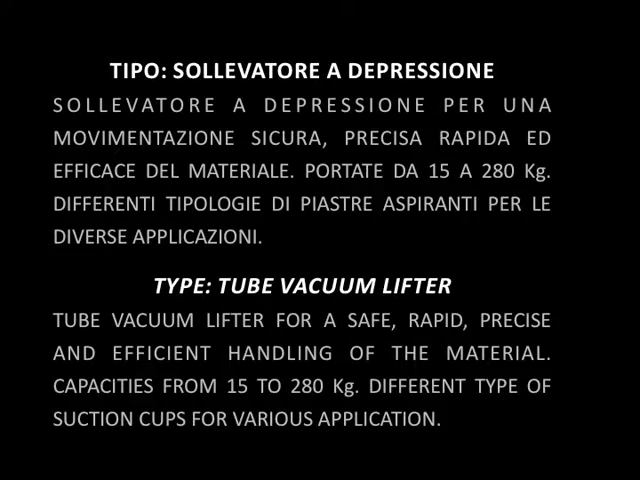 TIPO: SOLLEVATORE A DEPRESSIONE
SOLLEVATORE A DEPRESSIONE PER UNA
MOVIMENTAZIONE SICURA, PRECISA RAPIDA ED
EFFICACE DEL MATERIALE. PORTATE DA 15 A 280 Kg.
DIFFERENTI TIPOLOGIE DI PIASTRE ASPIRANTI PER LE
DIVERSE APPLICAZIONI.
TYPE: TUBE VACUUM LIFTER
TUBE VACUUM LIFTER FOR A SAFE, RAPID, PRECISE
AND EFFICIENT HANDLING OF THE MATERIAL.
CAPACITIES FROM 15 TO 280 Kg. DIFFERENT TYPE OF
SUCTION CUPS FOR VARIOUS APPLICATION.